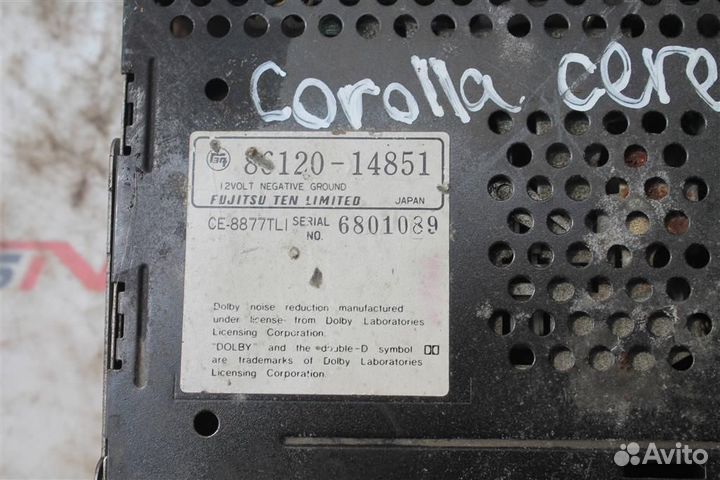 Corolla cere
86120-14851
12VOLT NEGATIVE GROUND
FUJITSU TEN LIMITED JAPAN
CE-8877TL1 SERIAL NO. 6801089
Dolby noise reduction manufactured
under license from Dolby Laboratories
Licensing Corporation.
"DOLBY" and the double-D symbol
are trademarks of Dolby Laboratories
Licensing Corporation.
Avito